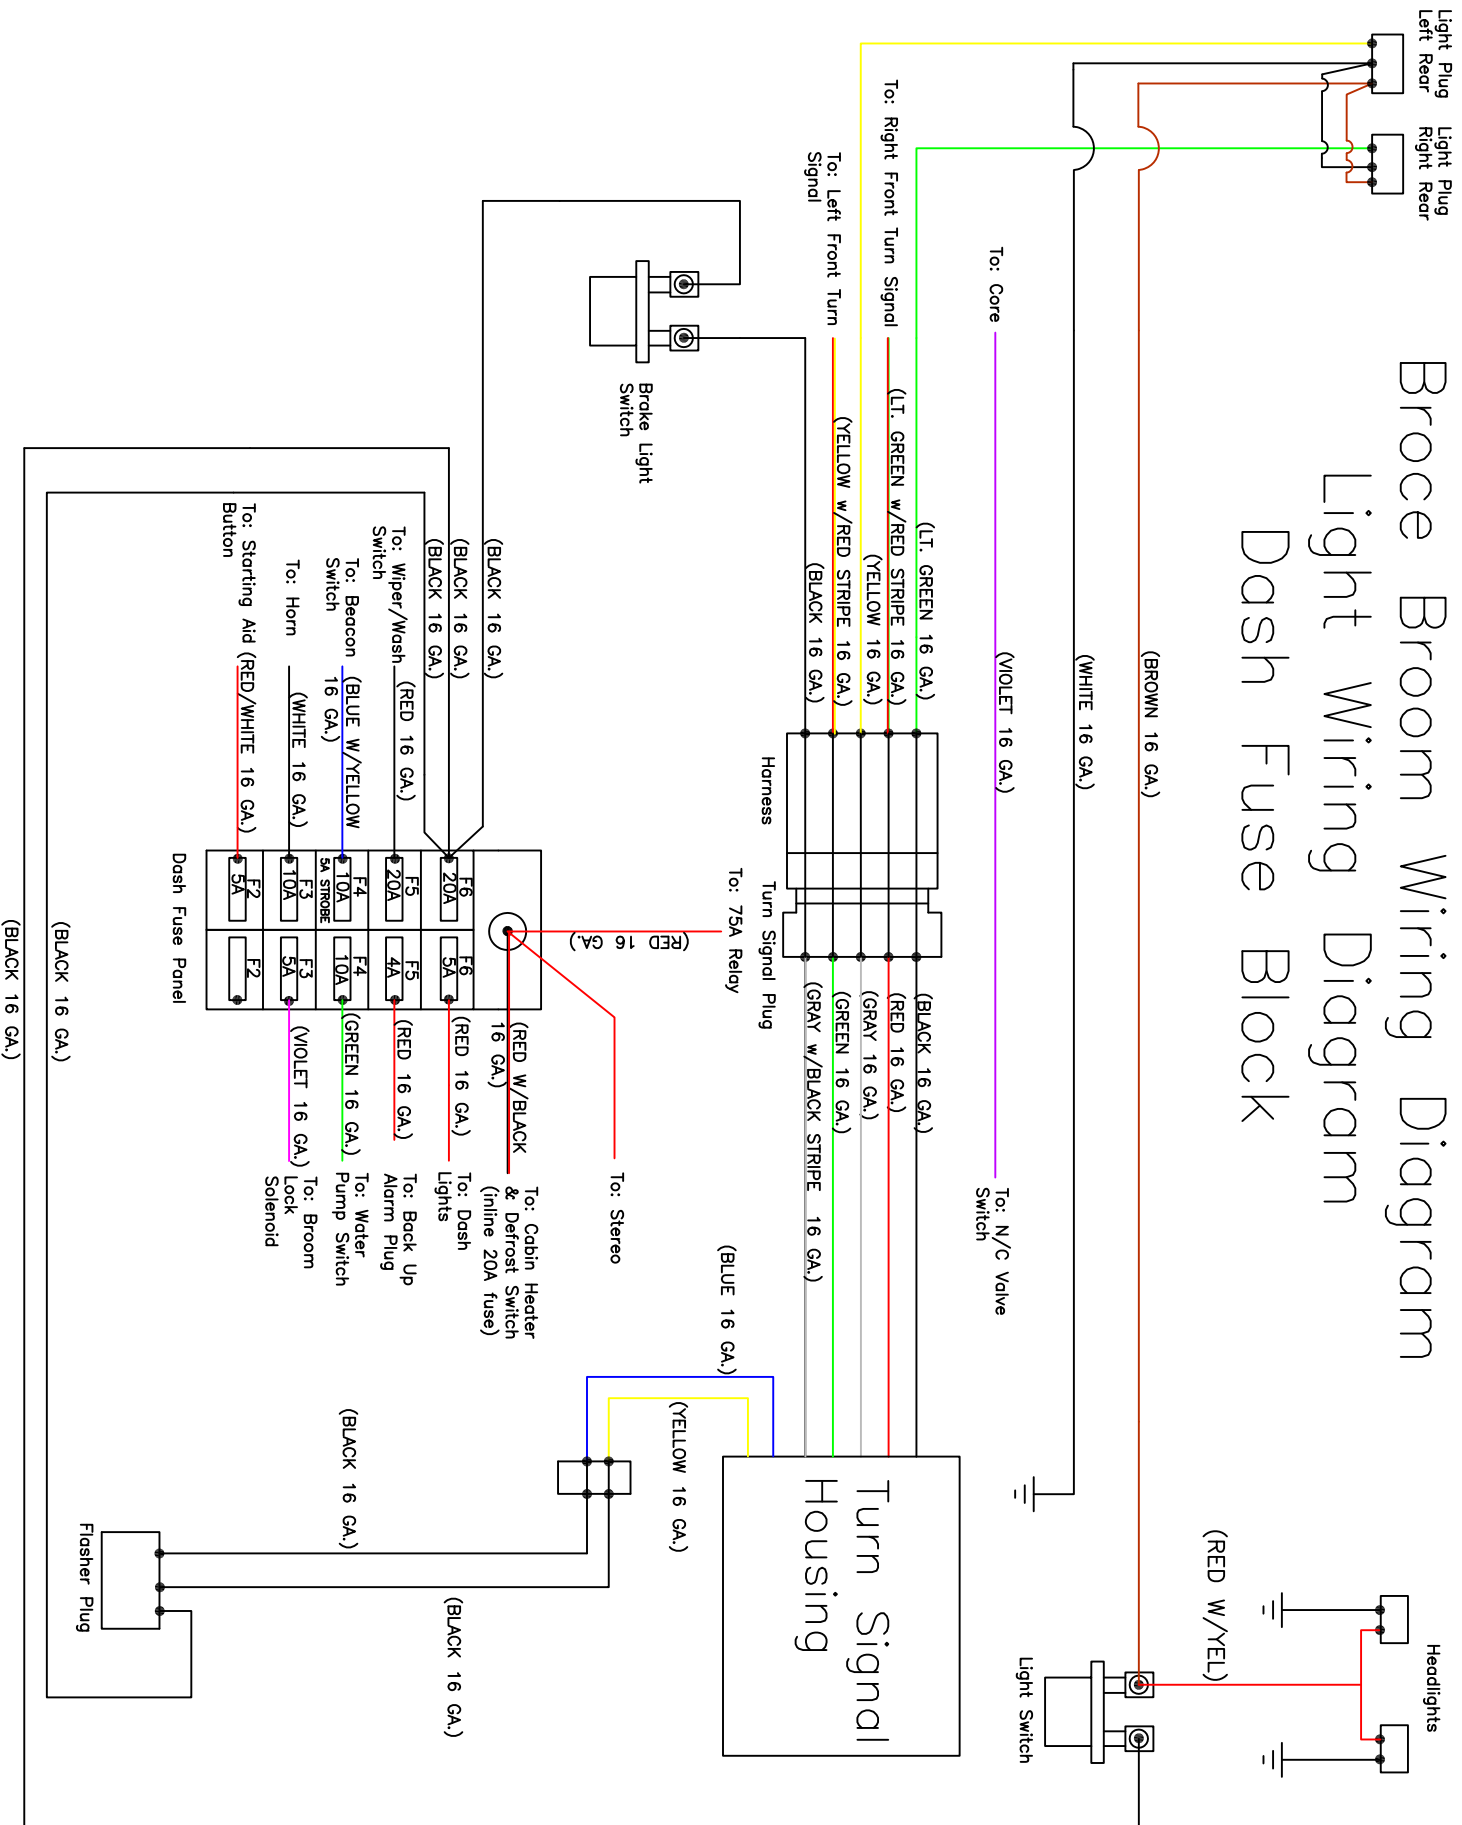 Broce Broom Wiring Diagram
Light Wiring Diagram
Dash Fuse Block
Light Plug
Left Rear
Light Plug
Right Rear
Headlights
(RED W/YEL)
(BROWN 16 GA.)
(WHITE 16 GA.)
Light Switch
To: Core
(VIOLET 16 GA.)
To: N/C Valve
Switch
To: Right Front Turn Signal
(LT. GREEN 16 GA.)
(LT. GREEN w/RED STRIPE 16 GA.)
(YELLOW 16 GA.)
To: Left Front Turn
Signal
(YELLOW w/RED STRIPE 16 GA.)
(BLACK 16 GA.)
Harness
Turn Signal Plug
(BLACK 16 GA.)
(RED 16 GA.)
(GRAY 16 GA.)
(GREEN 16 GA.)
(GRAY w/BLACK STRIPE 16 GA.)
Turn Signal
Housing
Brake Light
Switch
To: 75A Relay
(RED 16 GA.)
To: Stereo
(BLUE 16 GA.)
(YELLOW 16 GA.)
(RED W/BLACK
16 GA.)
To: Cabin Heater
& Defrost Switch
(inline 20A fuse)
(BLACK 16 GA.)
(BLACK 16 GA.)
(BLACK 16 GA.)
F6
20A
F6
5A
(RED 16 GA.)
To: Dash
Lights
To: Wiper/Wash
Switch
(RED 16 GA.)
F5
20A
F5
4A
(RED 16 GA.)
To: Back Up
Alarm Plug
To: Beacon
Switch
(BLUE W/YELLOW
16 GA.)
F4
10A
5A STROBE
F4
10A
(GREEN 16 GA.)
To: Water
Pump Switch
To: Horn
(WHITE 16 GA.)
F3
10A
F3
5A
(VIOLET 16 GA.)
To: Broom
Lock
Solenoid
To: Starting Aid
Button
(RED/WHITE 16 GA.)
F2
5A
F2
Dash Fuse Panel
(BLACK 16 GA.)
(BLACK 16 GA.)
Flasher Plug
(BLACK 16 GA.)
(BLACK 16 GA.)